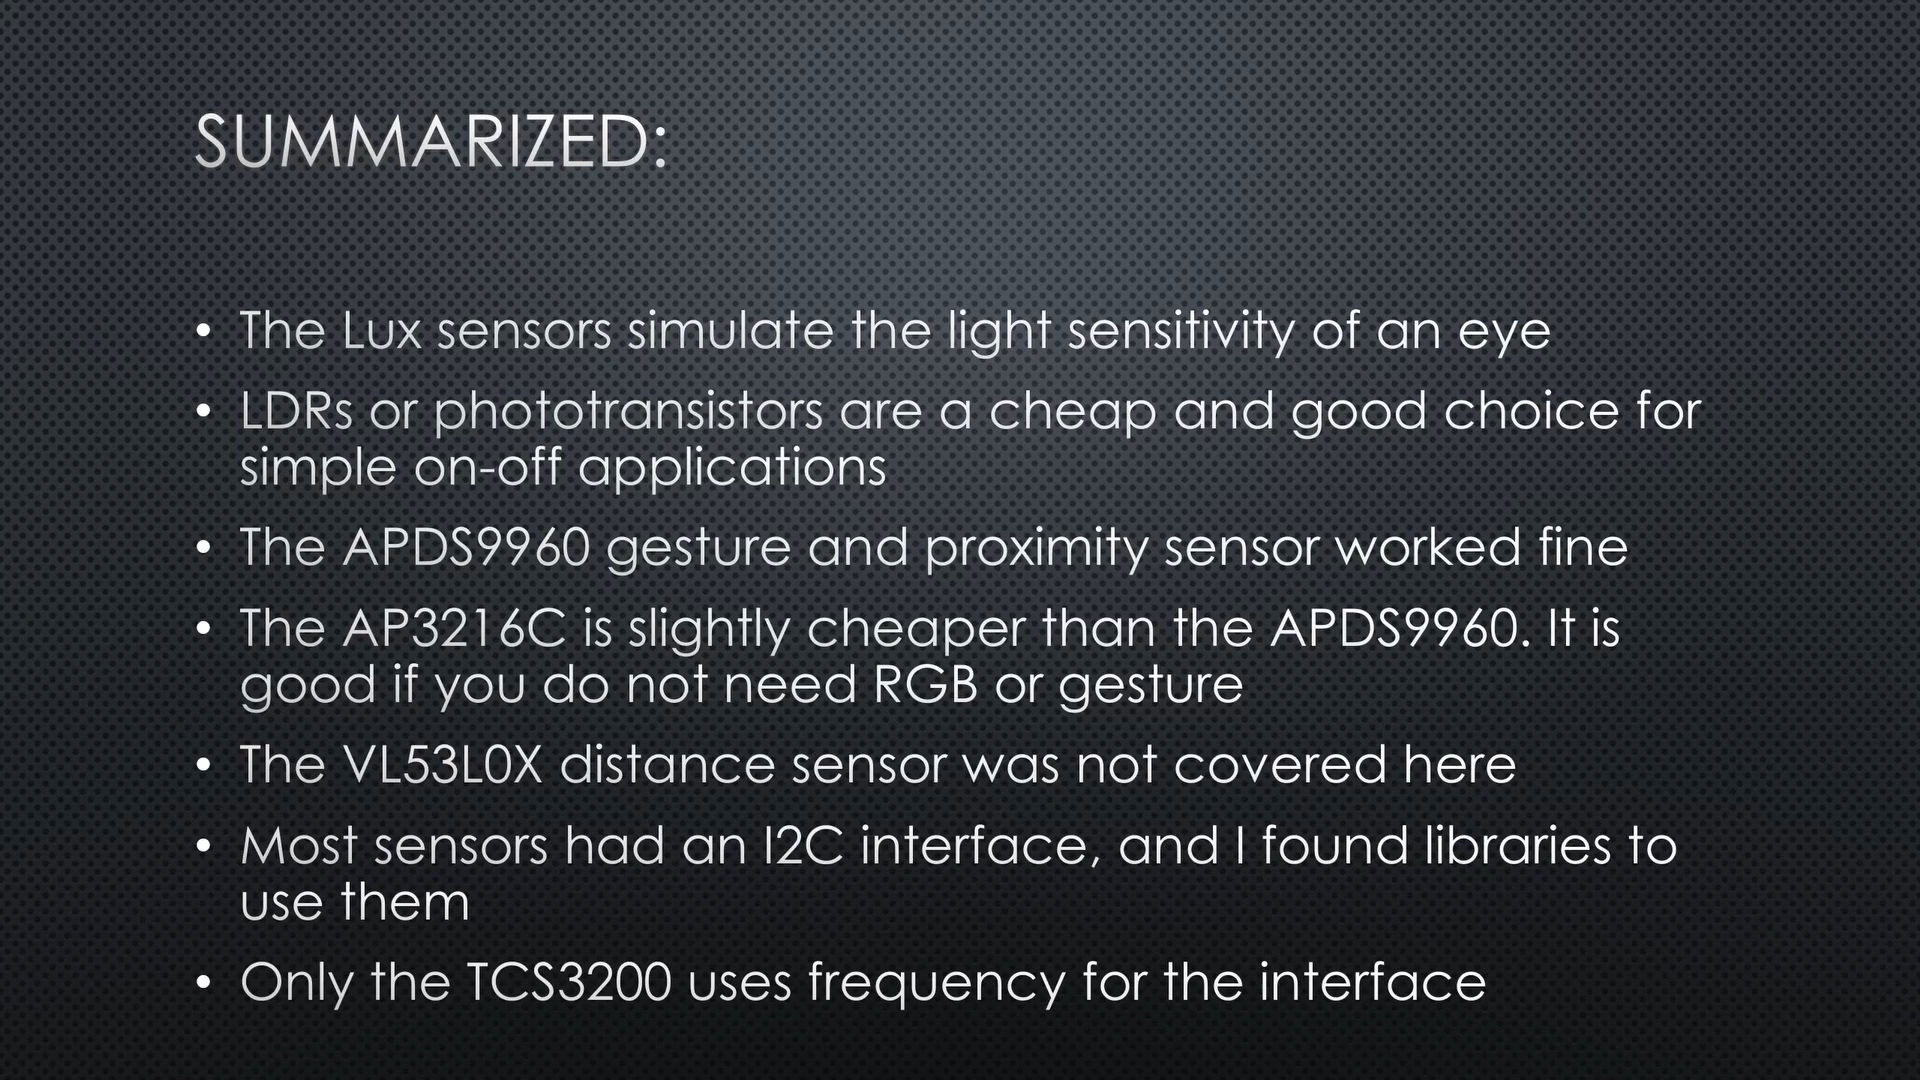 SUMMARIZED:
• The Lux sensors simulate the light sensitivity of an eye
• LDRs or phototransistors are a cheap and good choice for
simple on-off applications
• The APDS9960 gesture and proximity sensor worked fine
• The AP3216C is slightly cheaper than the APDS9960. It is
good if you do not need RGB or gesture
• The VL53L0X distance sensor was not covered here
• Most sensors had an I2C interface, and I found libraries to
use them
• Only the TCS3200 uses frequency for the interface